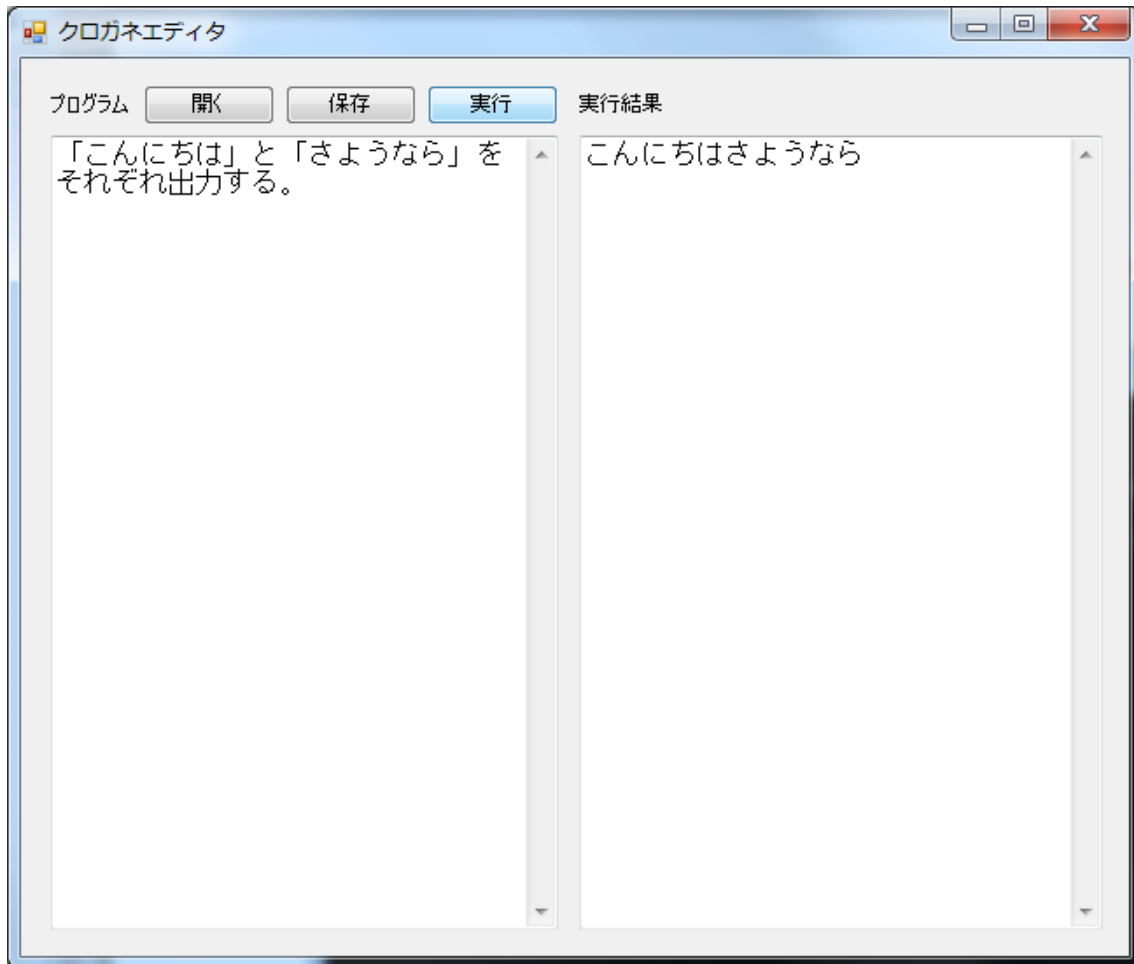 クロガネエディタ
プログラム 開く 保存 実行 実行結果
「こんにちは」と「さようなら」を
それぞれ出力する。
こんにちはさようなら